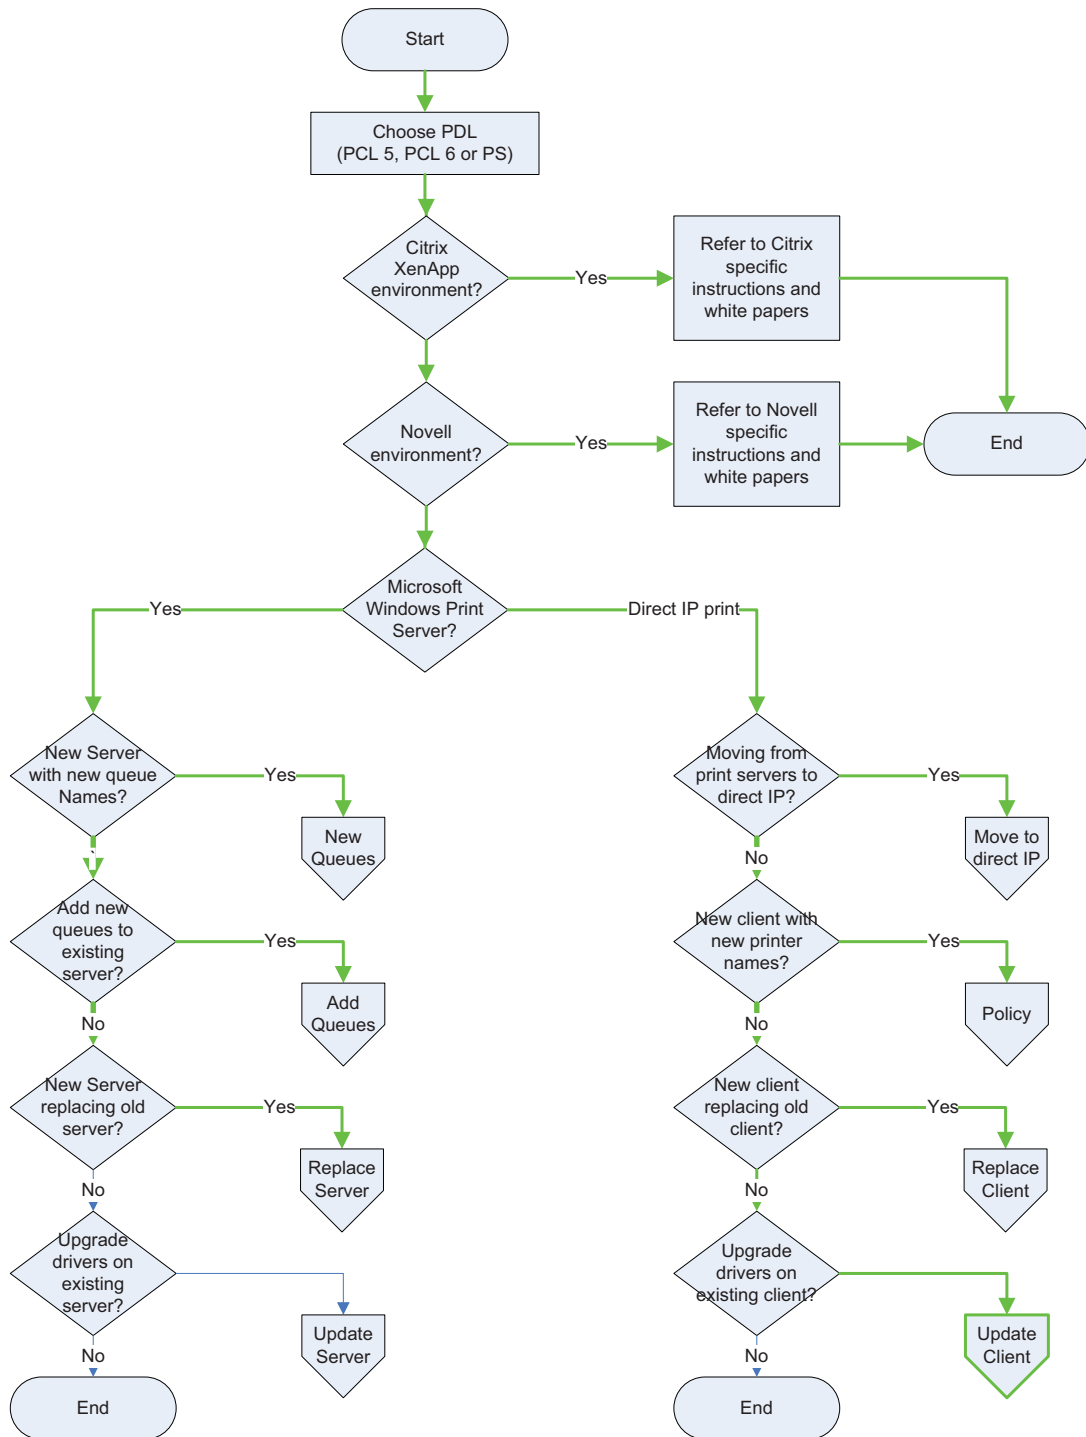 Start
Choose PDL
(PCL 5, PCL 6 or PS)
Citrix
XenApp
environment?
Yes
Refer to Citrix
specific
instructions and
white papers
Novell
environment?
Yes
Refer to Novell
specific
instructions and
white papers
End
Microsoft
Windows Print
Server?
Yes
Direct IP print
New Server
with new queue
Names?
Yes
New
Queues
Moving from
print servers to
direct IP?
Yes
Move to
direct IP
No
Add new
queues to
existing
server?
Yes
Add
Queues
No
New client with
new printer
names?
Yes
Policy
No
New Server
replacing old
server?
Yes
Replace
Server
No
New client
replacing old
client?
Yes
Replace
Client
No
Upgrade
drivers on
existing
server?
Update
Server
No
End
Upgrade
drivers on
existing client?
Update
Client
No
End